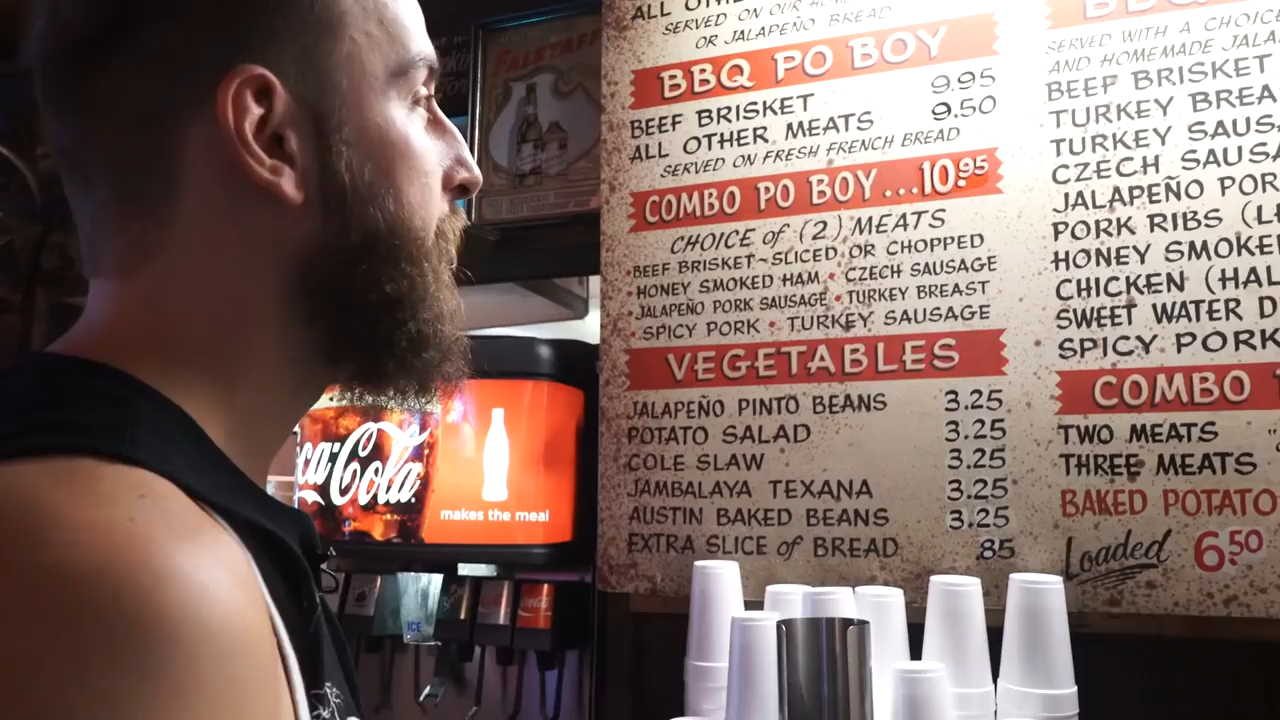 FALSTAFF
Coca-Cola
makes the meal
ICE
ALL OTHER
SERVED ON OUR
OR JALAPEÑO BREAD
BBQ PO BOY
BEEF BRISKET 9.95
ALL OTHER MEATS 9.50
SERVED ON FRESH FRENCH BREAD
COMBO PO BOY...10.95
CHOICE of (2) MEATS
•BEEF BRISKET~SLICED OR CHOPPED
•HONEY SMOKED HAM • CZECH SAUSAGE
•JALAPEÑO PORK SAUSAGE • TURKEY BREAST
•SPICY PORK • TURKEY SAUSAGE
VEGETABLES
JALAPEÑO PINTO BEANS 3.25
POTATO SALAD 3.25
COLE SLAW 3.25
JAMBALAYA TEXANA 3.25
AUSTIN BAKED BEANS 3.25
EXTRA SLICE of BREAD .85
BBQ
SERVED WITH A CHOICE
AND HOMEMADE JALA
BEEF BRISKET
TURKEY BREA
TURKEY SAUS
CZECH SAUSA
JALAPEÑO POR
PORK RIBS (L
HONEY SMOKE
CHICKEN (HAL
SWEET WATER D
SPICY PORK
COMBO
TWO MEATS "
THREE MEATS
BAKED POTATO
Loaded 6.50